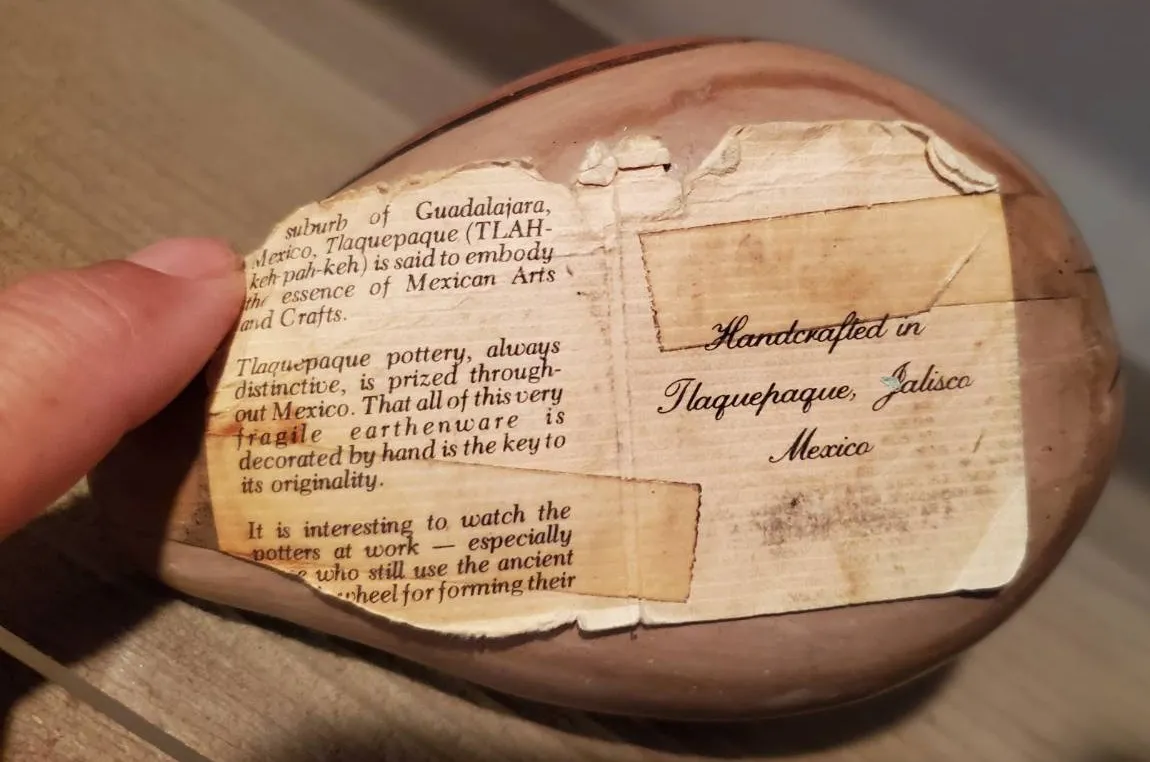 suburb of Guadalajara,
Mexico, Tlaquepaque (TLAH-
keh-pah-keh) is said to embody
the essence of Mexican Arts
and Crafts.
Tlaquepaque pottery, always
distinctive, is prized through-
out Mexico. That all of this very
fragile earthenware is
decorated by hand is the key to
its originality.
It is interesting to watch the
potters at work — especially
who still use the ancient
wheel for forming their
Handcrafted in
Tlaquepaque, Jalisco
Mexico